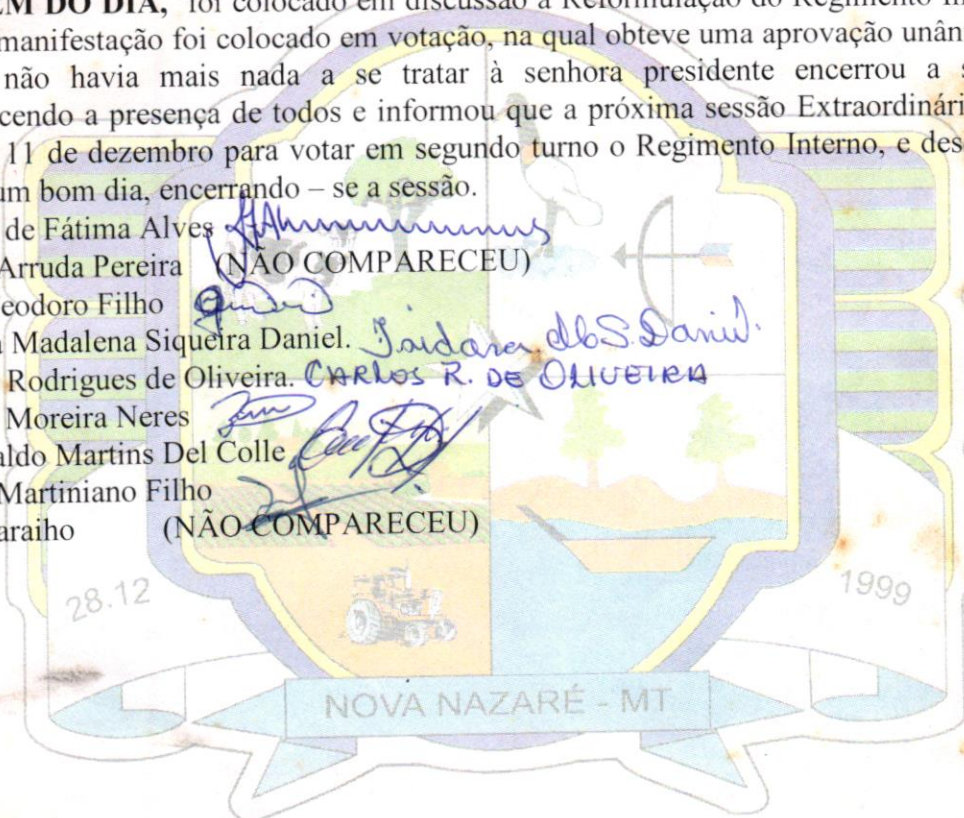 EM DO DIA, foi colocado em discussão a Reformulação do Regimento In
manifestação foi colocado em votação, na qual obteve uma aprovação unân
não havia mais nada a se tratar à senhora presidente encerrou a s
cendo a presença de todos e informou que a próxima sessão Extraordinári
11 de dezembro para votar em segundo turno o Regimento Interno, e des
um bom dia, encerrando – se a sessão.
de Fátima Alves
Arruda Pereira (NÃO COMPARECEU)
eodoro Filho
a Madalena Siqueira Daniel. S. Daniel.
Rodrigues de Oliveira. CARLOS R. DE OLIVEIRA
Moreira Neres
aldo Martins Del Colle
Martiniano Filho
araiho (NÃO COMPARECEU)
28.12 1999
NOVA NAZARÉ - MT